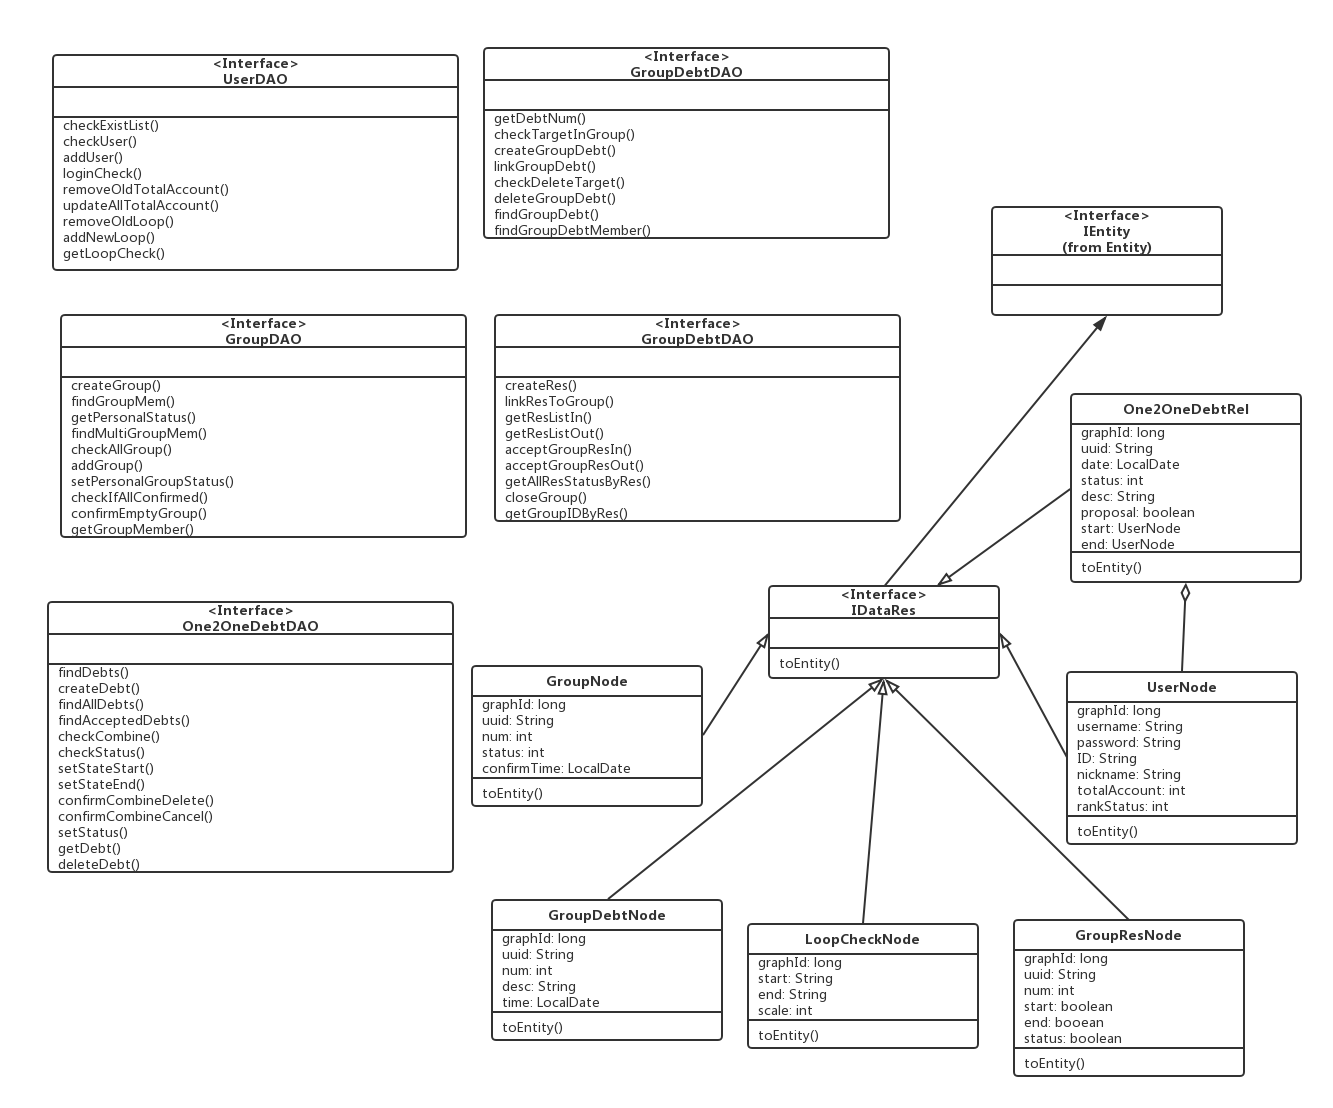 <Interface>
UserDAO
checkExistList()
checkUser()
addUser()
loginCheck()
removeOldTotalAccount()
updateAllTotalAccount()
removeOldLoop()
addNewLoop()
getLoopCheck()
<Interface>
GroupDebtDAO
getDebtNum()
checkTargetInGroup()
createGroupDebt()
linkGroupDebt()
checkDeleteTarget()
deleteGroupDebt()
findGroupDebt()
findGroupDebtMember()
<Interface>
IEntity
(from Entity)
<Interface>
GroupDAO
createGroup()
findGroupMem()
getPersonalStatus()
findMultiGroupMem()
checkAllGroup()
addGroup()
setPersonalGroupStatus()
checkIfAllConfirmed()
confirmEmptyGroup()
getGroupMember()
<Interface>
GroupDebtDAO
createRes()
linkResToGroup()
getResListIn()
getResListOut()
acceptGroupResIn()
acceptGroupResOut()
getAllResStatusByRes()
closeGroup()
getGroupIDByRes()
One2OneDebtRel
graphId: long
uuid: String
date: LocalDate
status: int
desc: String
proposal: boolean
start: UserNode
end: UserNode
toEntity()
<Interface>
IDataRes
toEntity()
<Interface>
One2OneDebtDAO
findDebts()
createDebt()
findAllDebts()
findAcceptedDebts()
checkCombine()
checkStatus()
setStateStart()
setStateEnd()
confirmCombineDelete()
confirmCombineCancel()
setStatus()
getDebt()
deleteDebt()
GroupNode
graphId: long
uuid: String
num: int
status: int
confirmTime: LocalDate
toEntity()
UserNode
graphId: long
username: String
password: String
ID: String
nickname: String
totalAccount: int
rankStatus: int
toEntity()
GroupDebtNode
graphId: long
uuid: String
num: int
desc: String
time: LocalDate
toEntity()
LoopCheckNode
graphId: long
start: String
end: String
scale: int
toEntity()
GroupResNode
graphId: long
uuid: String
num: int
start: boolean
end: booean
status: boolean
toEntity()